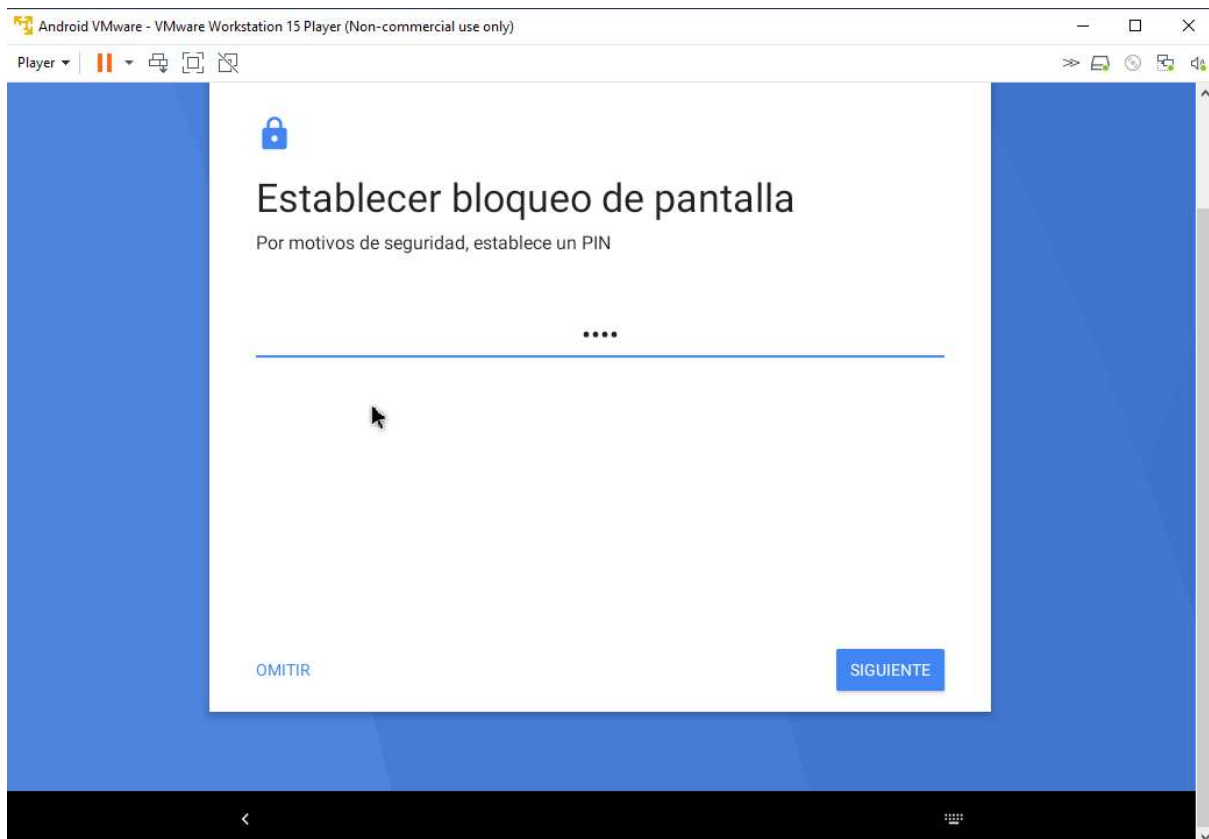 Android VMware - VMware Workstation 15 Player (Non-commercial use only)
Player
Establecer bloqueo de pantalla
Por motivos de seguridad, establece un PIN
••••
OMITIR
SIGUIENTE